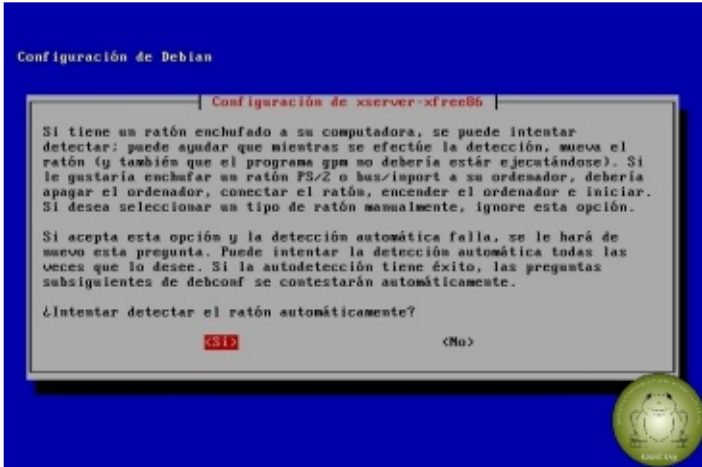 Configuración de Debian
Configuración de xserver-xfree86
Si tiene un ratón enchufado a su computadora, se puede intentar
detectar; puede ayudar que mientras se efectúe la detección, mueva el
ratón (y también que el programa gpm no debería estár ejecutándose). Si
le gustaría enchufar un ratón PS/2 o bus/inport a su ordenador, debería
apagar el ordenador, conectar el ratón, encender el ordenador e iniciar.
Si desea seleccionar un tipo de ratón manualmente, ignore esta opción.
Si acepta esta opción y la detección automática falla, se le hará de
nuevo esta pregunta. Puede intentar la detección automática todas las
veces que lo desee. Si la autodetección tiene éxito, las preguntas
subsiguientes de debconf se contestarán automáticamente.
¿Intentar detectar el ratón automáticamente?
<Sí> <No>